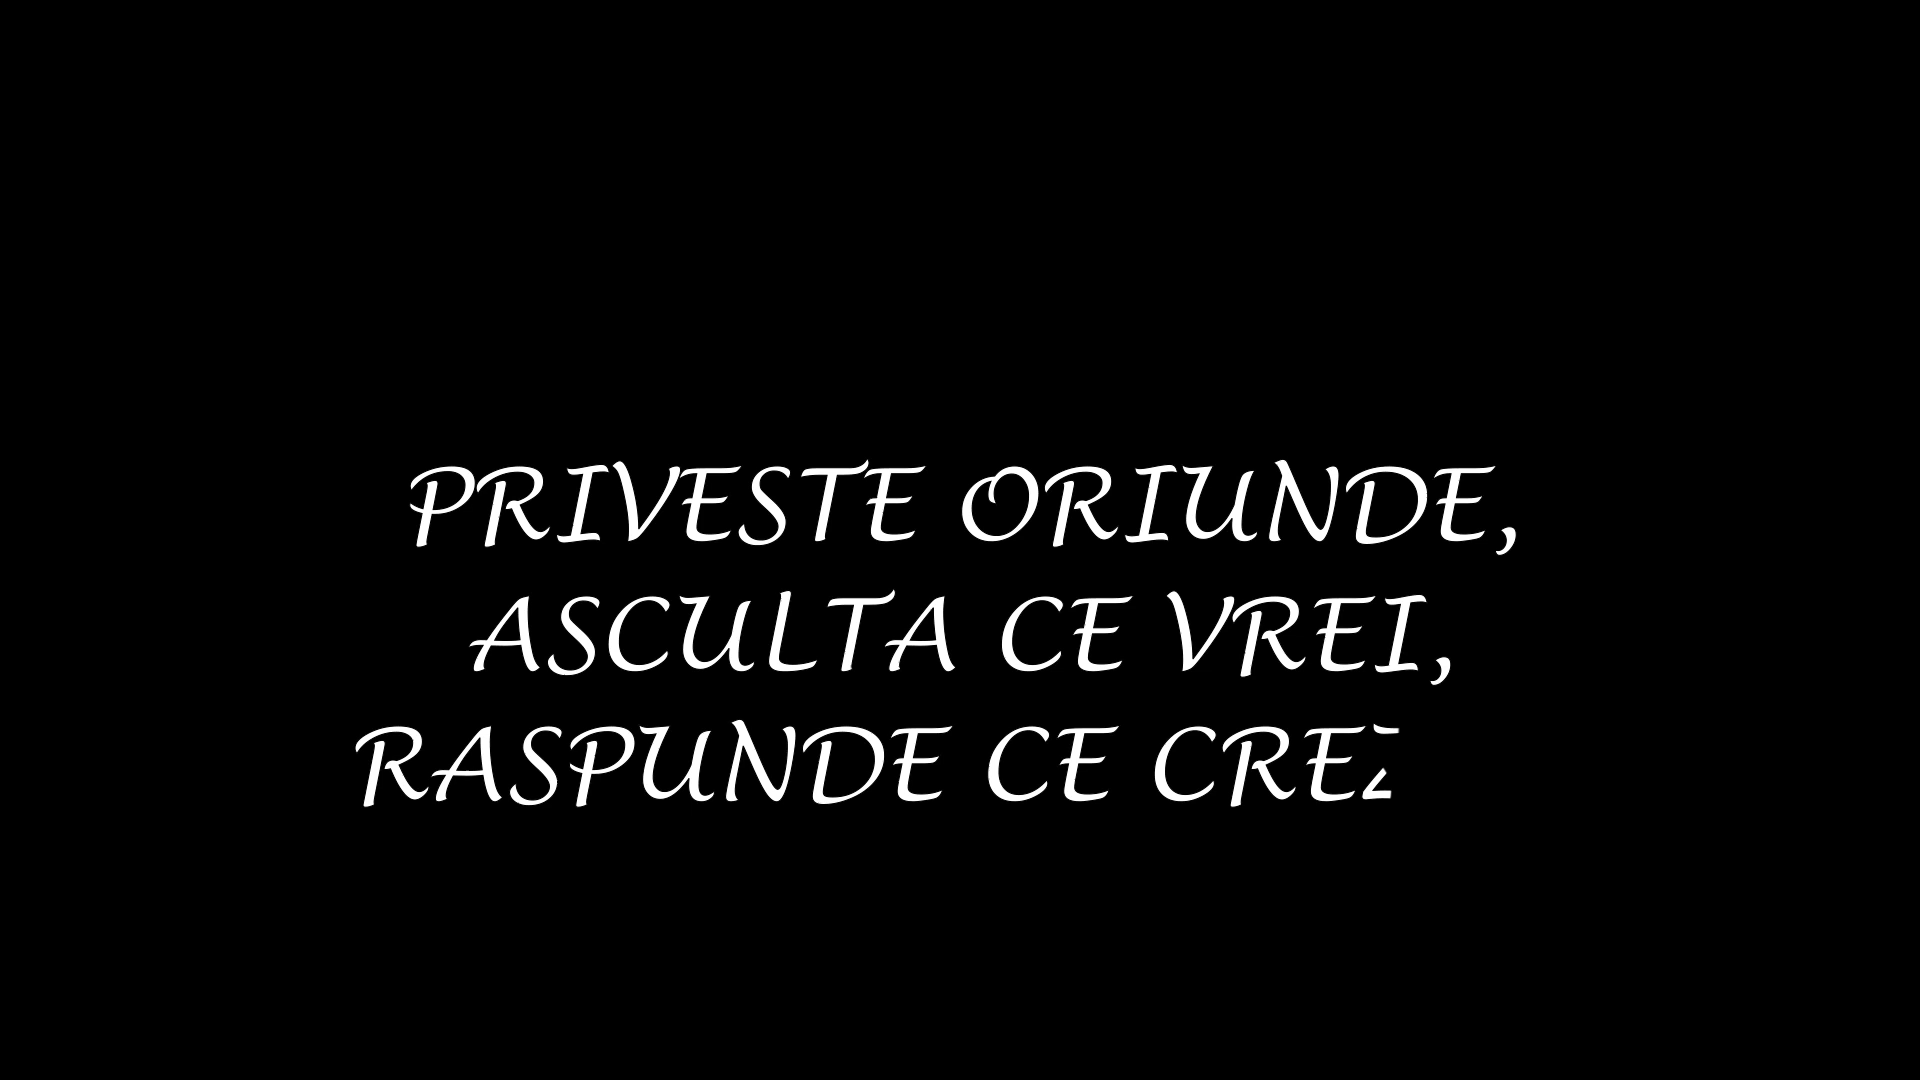 PRIVESTE ORIUNDE,
ASCULTA CE VREI,
RASPUNDE CE